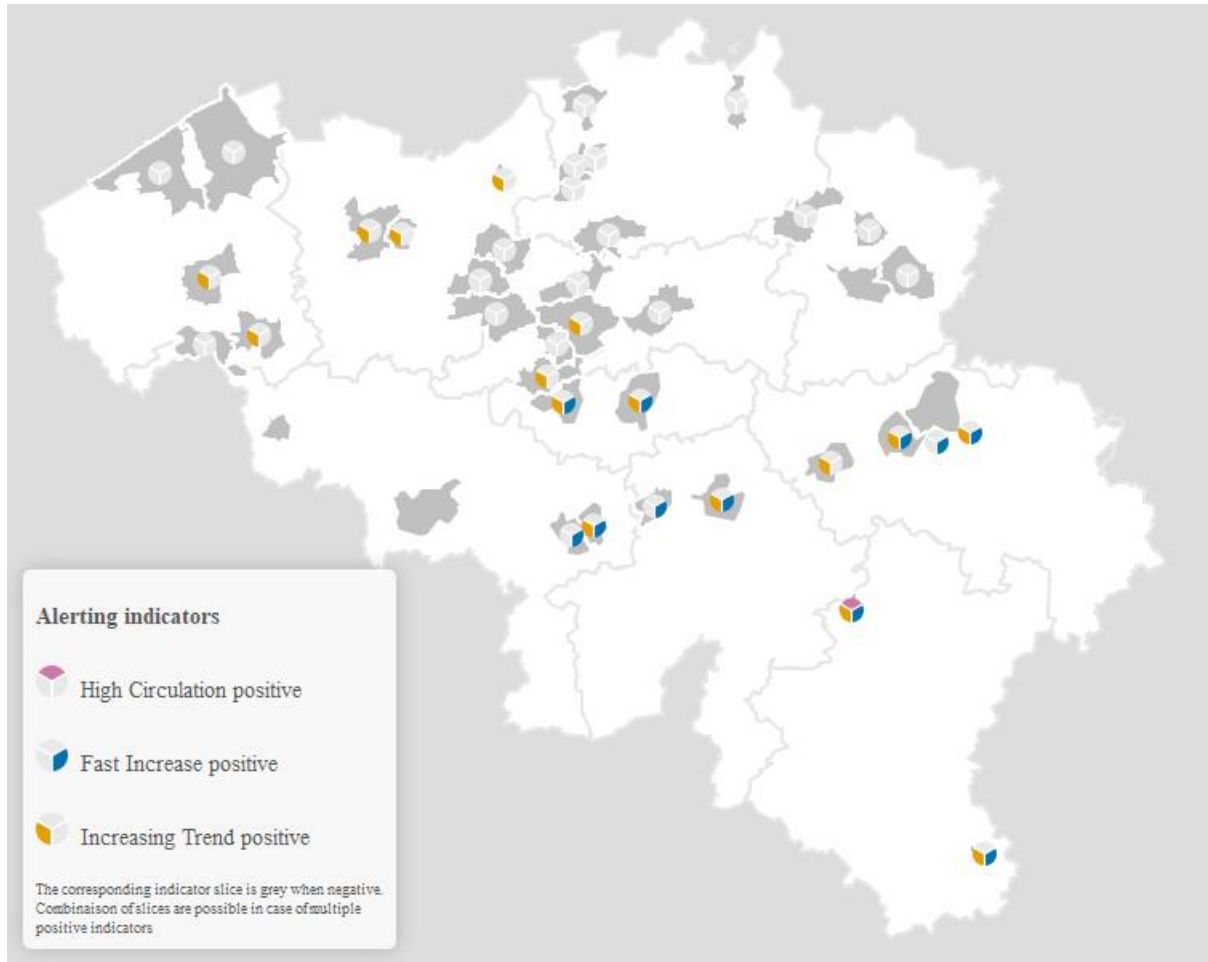 Alerting indicators
High Circulation positive
Fast Increase positive
Increasing Trend positive
The corresponding indicator slice is grey when negative.
Combinaison of slices are possible in case of multiple
positive indicators